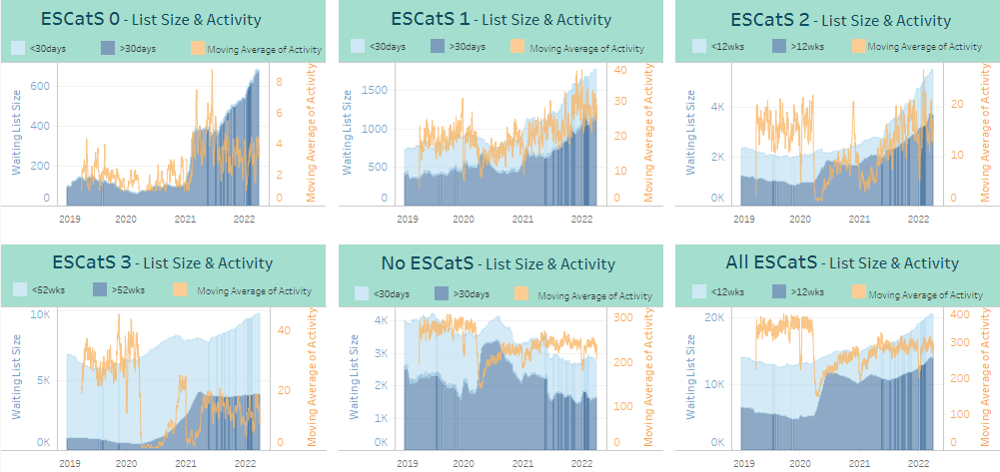 ESCatS 0 - List Size & Activity
<30days >30days Moving Average of Activity
Waiting List Size
600
400
200
0
8
6
4
2
0
Moving Average of Activity
2019 2020 2021 2022
ESCatS 1 - List Size & Activity
<30days >30days Moving Average of Activity
Waiting List Size
1500
1000
500
0
40
30
20
10
0
Moving Average of Activity
2019 2020 2021 2022
ESCatS 2 - List Size & Activity
<12wks >12wks Moving Average of Activity
Waiting List Size
4K
2K
0K
20
10
0
Moving Average of Activity
2019 2020 2021 2022
ESCatS 3 - List Size & Activity
<52wks >52wks Moving Average of Activity
Waiting List Size
10K
5K
0K
40
20
0
Moving Average of Activity
2019 2020 2021 2022
No ESCatS - List Size & Activity
<30days >30days Moving Average of Activity
Waiting List Size
4K
3K
2K
1K
0K
300
200
100
0
Moving Average of Activity
2019 2020 2021 2022
All ESCatS - List Size & Activity
<12wks >12wks Moving Average of Activity
Waiting List Size
20K
10K
0K
400
300
200
100
0
Moving Average of Activity
2019 2020 2021 2022